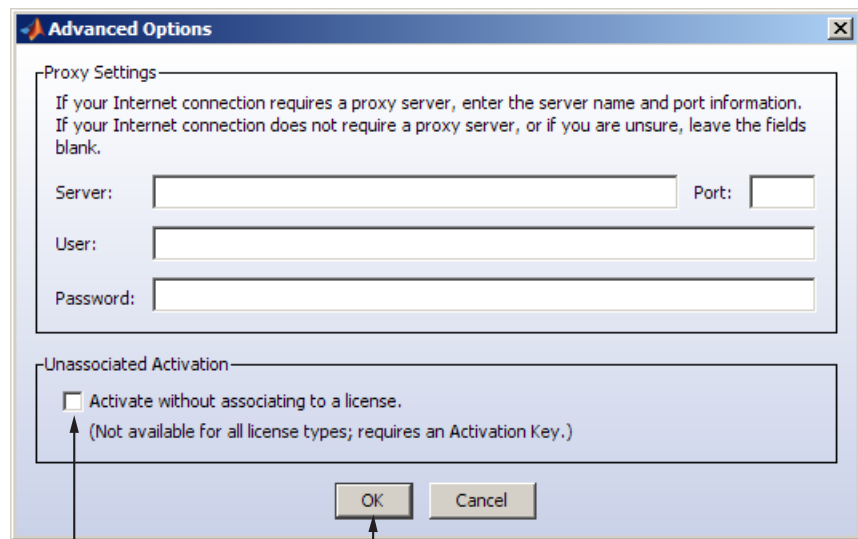 Advanced Options
Proxy Settings
If your Internet connection requires a proxy server, enter the server name and port information.
If your Internet connection does not require a proxy server, or if you are unsure, leave the fields
blank.
Server: Port:
User:
Password:
Unassociated Activation
Activate without associating to a license.
(Not available for all license types; requires an Activation Key.)
OK Cancel